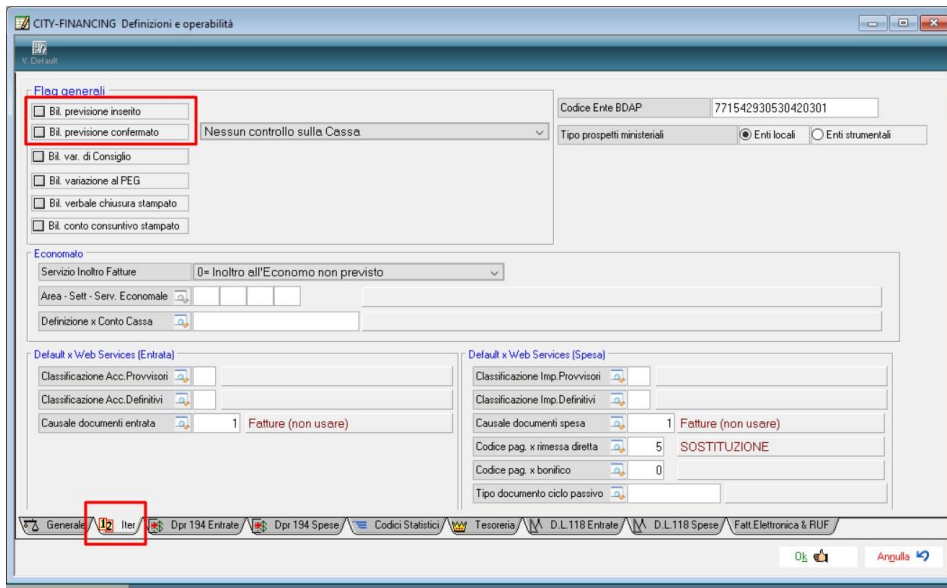 CITY-FINANCING Definizioni e operabilità
V. Default
Flag generali
Bil. previsione inserito
Codice Ente BDAP 771542930530420301
Bil. previsione confermato Nessun controllo sulla Cassa
Tipo prospetti ministeriali Enti locali Enti strumentali
Bil. var. di Consiglio
Bil. variazione al PEG
Bil. verbale chiusura stampato
Bil. conto consuntivo stampato
Economato
Servizio Inoltro Fatture 0= Inoltro all'Economo non previsto
Area - Sett - Serv. Economale
Definizione x Conto Cassa
Default x Web Services (Entrata)
Classificazione Acc.Provvisori
Classificazione Acc.Definitivi
Causale documenti entrata 1 Fatture (non usare)
Default x Web Services (Spesa)
Classificazione Imp.Provvisori
Classificazione Imp.Definitivi
Causale documenti spesa 1 Fatture (non usare)
Codice pag. x rimessa diretta 5 SOSTITUZIONE
Codice pag. x bonifico 0
Tipo documento ciclo passivo
Generale 12 Iter Dpr 194 Entrate Dpr 194 Spese Codici Statistici Tesoreria D.L.118 Entrate D.L.118 Spese Fatt.Elettronica & RUF
Ok Annulla